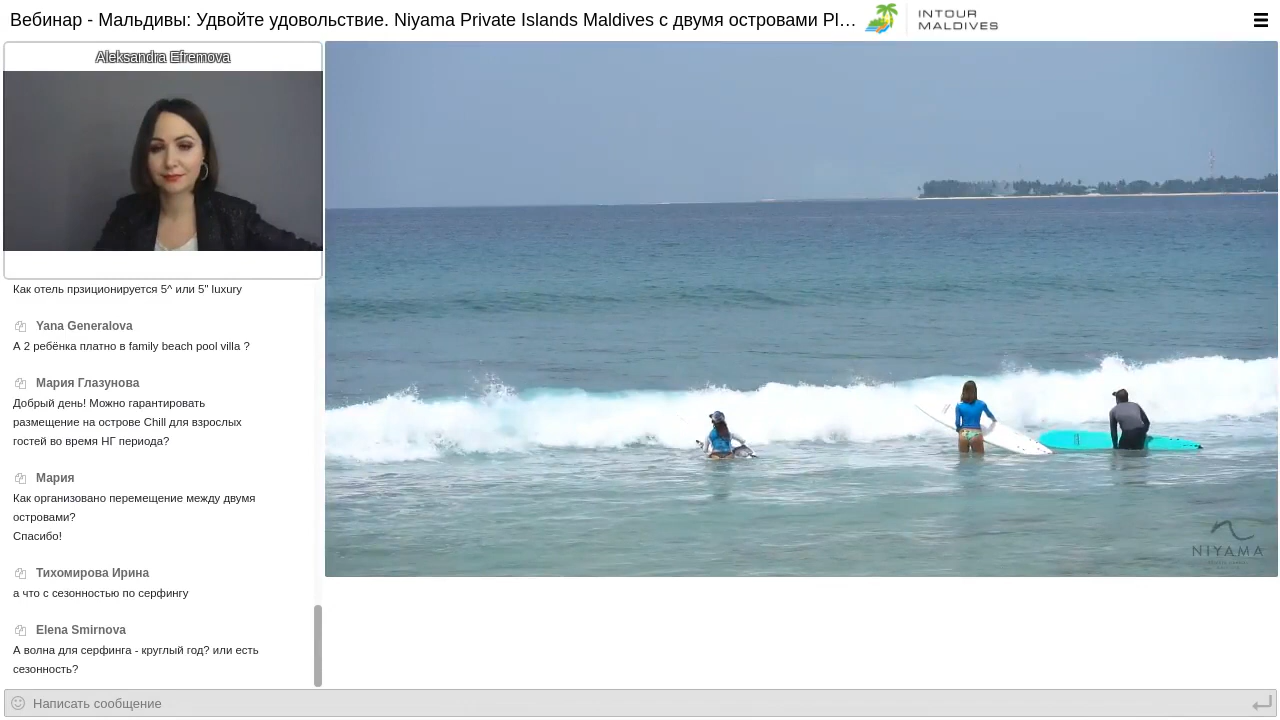 Вебинар - Мальдивы: Удвойте удовольствие. Niyama Private Islands Maldives с двумя островами Pl…
INTOUR
MALDIVES
Aleksandra Efremova
Как отель прзиционируется 5^ или 5" luxury
Yana Generalova
А 2 ребёнка платно в family beach pool villa ?
Мария Глазунова
Добрый день! Можно гарантировать
размещение на острове Chill для взрослых
гостей во время НГ периода?
Мария
Как организовано перемещение между двумя
островами?
Спасибо!
Тихомирова Ирина
а что с сезонностью по серфингу
Elena Smirnova
А волна для серфинга - круглый год? или есть
сезонность?
NIYAMA
Написать сообщение